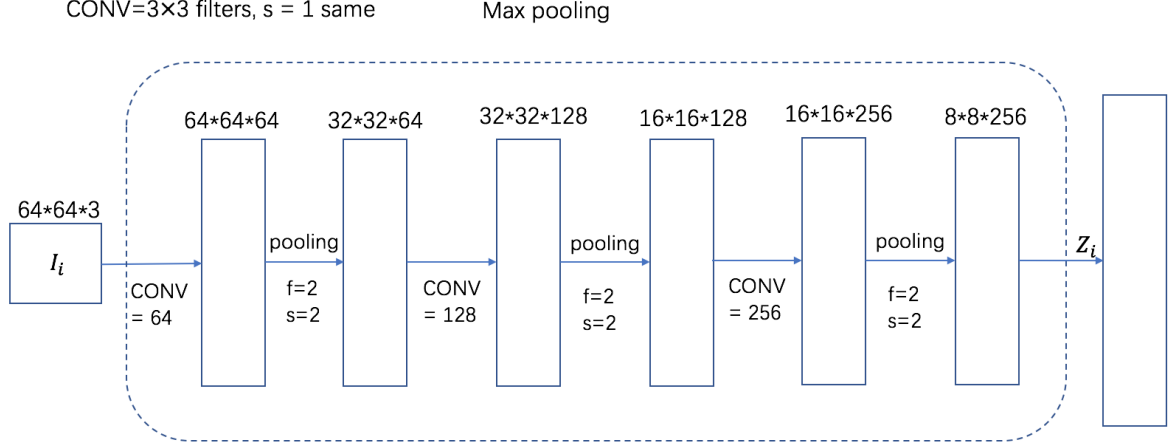 CONV=3×3 filters, s = 1 same
Max pooling
64*64*64
32*32*64
32*32*128
16*16*128
16*16*256
8*8*256
64*64*3
I_i
CONV
= 64
pooling
f=2
s=2
CONV
= 128
pooling
f=2
s=2
CONV
= 256
pooling
f=2
s=2
Z_i